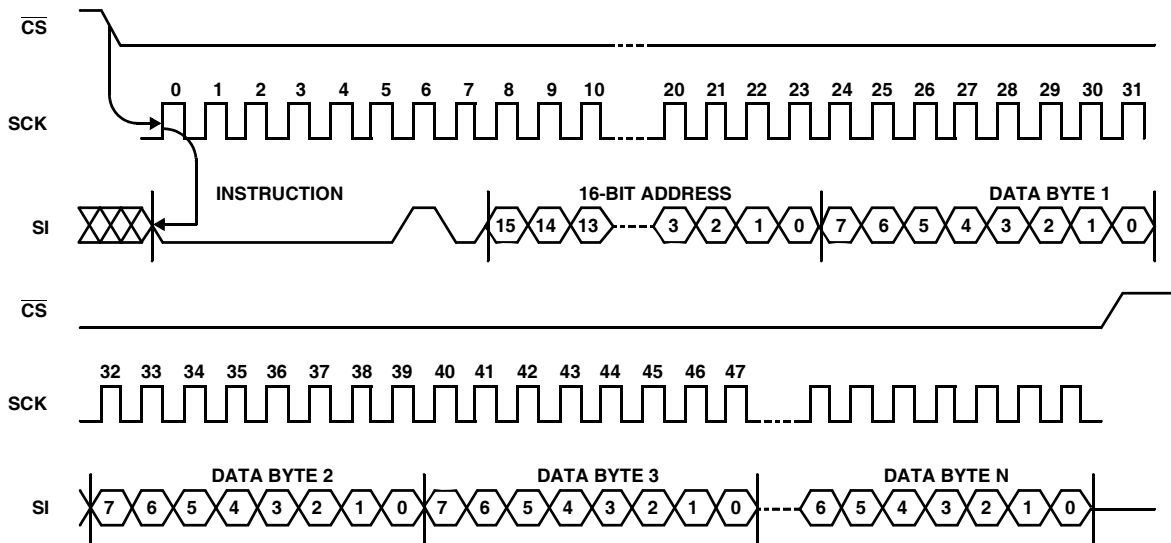 CS
0 1 2 3 4 5 6 7 8 9 10 20 21 22 23 24 25 26 27 28 29 30 31
SCK
INSTRUCTION 16-BIT ADDRESS DATA BYTE 1
SI 15 14 13 3 2 1 0 7 6 5 4 3 2 1 0
CS
32 33 34 35 36 37 38 39 40 41 42 43 44 45 46 47
SCK
DATA BYTE 2 DATA BYTE 3 DATA BYTE N
SI 7 6 5 4 3 2 1 0 7 6 5 4 3 2 1 0 6 5 4 3 2 1 0